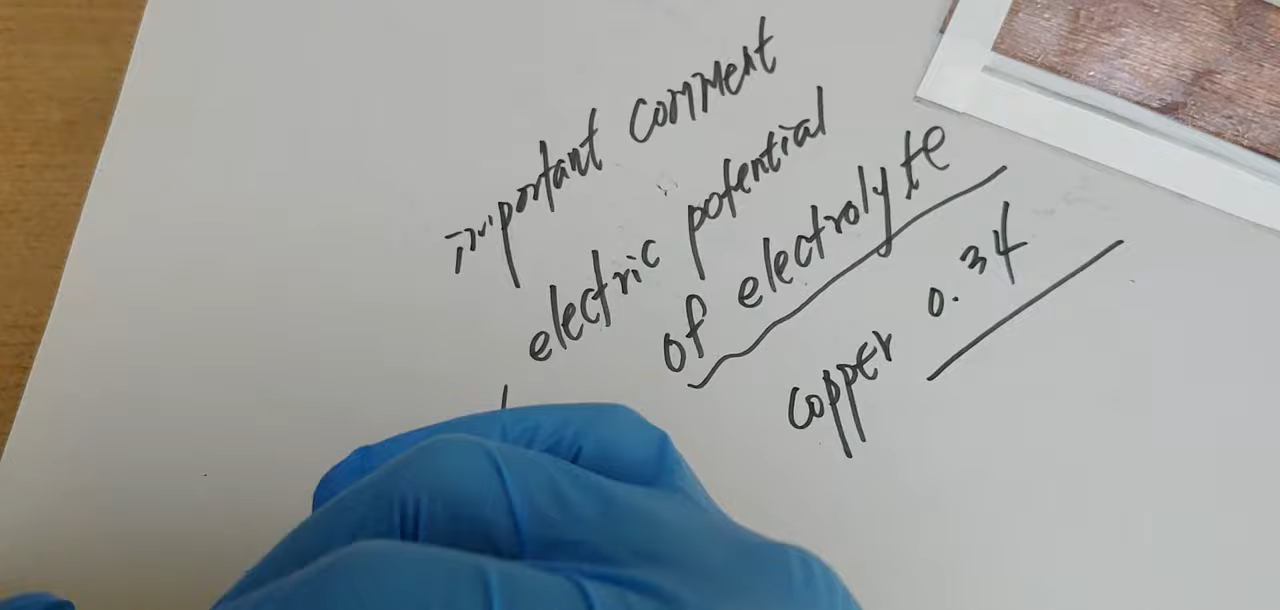 important comment
electric potential
of electrolyte
copper 0.34